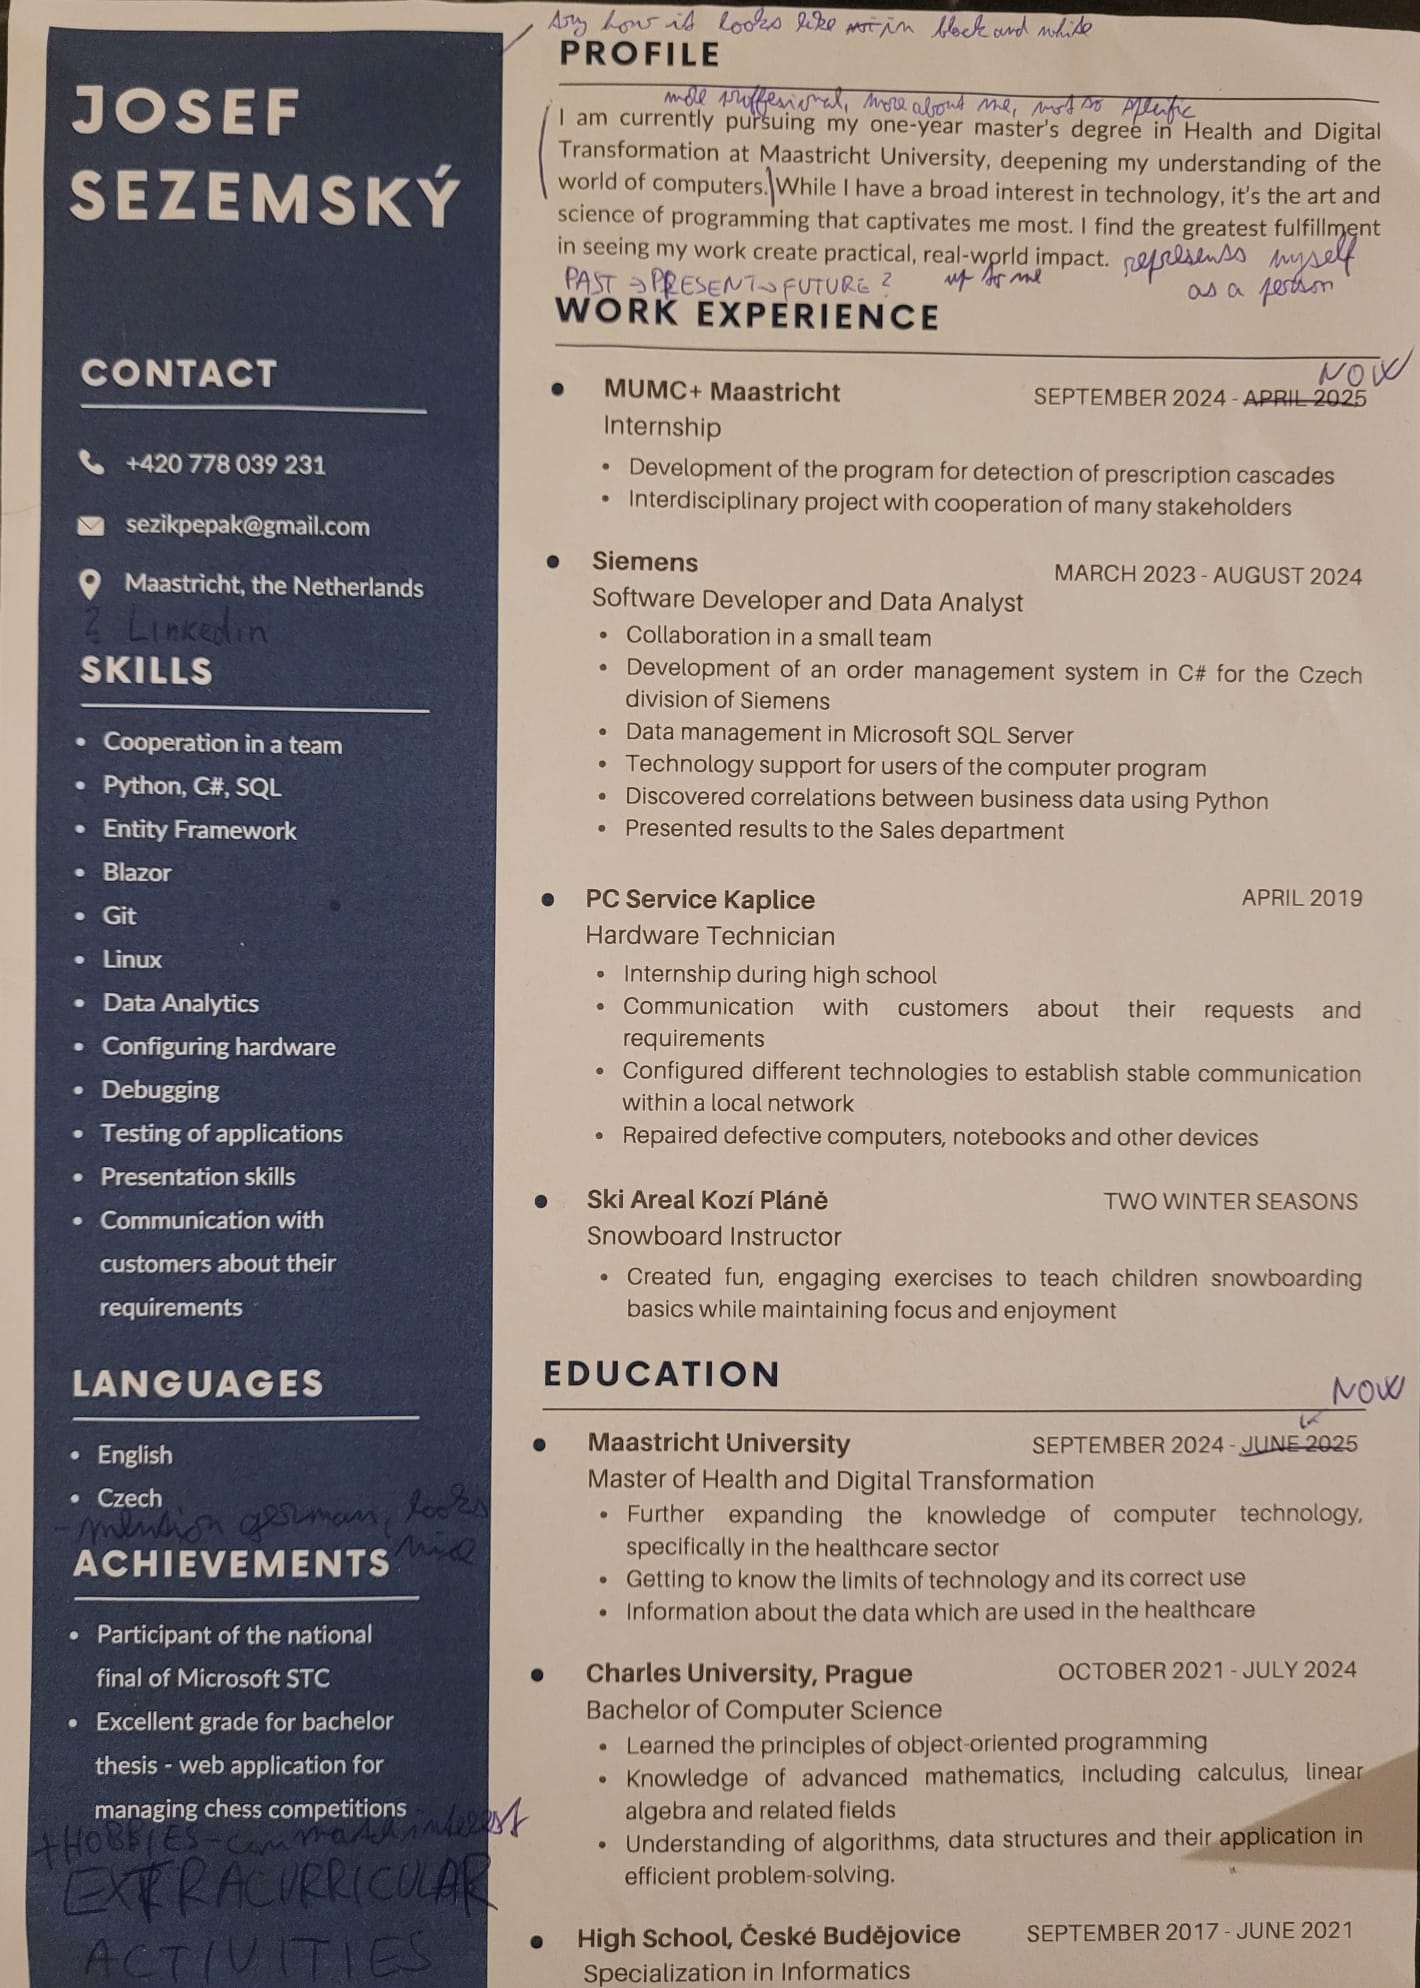 JOSEF
SEZEMSKÝ
CONTACT
+420 778 039 231
sezikpepak@gmail.com
Maastricht, the Netherlands
? Linkedin
SKILLS
• Cooperation in a team
• Python, C#, SQL
• Entity Framework
• Blazor
• Git
• Linux
• Data Analytics
• Configuring hardware
• Debugging
• Testing of applications
• Presentation skills
• Communication with
customers about their
requirements
LANGUAGES
• English
• Czech
- mention german, looks
nice
ACHIEVEMENTS
• Participant of the national
final of Microsoft STC
• Excellent grade for bachelor
thesis - web application for
managing chess competitions
+ HOBBIES - can match interest
EXTRACURRICULAR
ACTIVITIES
how it looks like in black and white
PROFILE
more proffesional, more about me, not so specific
I am currently pursuing my one-year master's degree in Health and Digital
Transformation at Maastricht University, deepening my understanding of the
world of computers. While I have a broad interest in technology, it's the art and
science of programming that captivates me most. I find the greatest fulfillment
in seeing my work create practical, real-world impact. represents myself
as a person
PAST → PRESENT → FUTURE ? up to me
WORK EXPERIENCE
NOW
• MUMC+ Maastricht SEPTEMBER 2024 - APRIL 2025
Internship
• Development of the program for detection of prescription cascades
• Interdisciplinary project with cooperation of many stakeholders
• Siemens MARCH 2023 - AUGUST 2024
Software Developer and Data Analyst
• Collaboration in a small team
• Development of an order management system in C# for the Czech
division of Siemens
• Data management in Microsoft SQL Server
• Technology support for users of the computer program
• Discovered correlations between business data using Python
• Presented results to the Sales department
• PC Service Kaplice APRIL 2019
Hardware Technician
• Internship during high school
• Communication with customers about their requests and
requirements
• Configured different technologies to establish stable communication
within a local network
• Repaired defective computers, notebooks and other devices
• Ski Areal Kozí Pláně TWO WINTER SEASONS
Snowboard Instructor
• Created fun, engaging exercises to teach children snowboarding
basics while maintaining focus and enjoyment
EDUCATION
NOW
• Maastricht University SEPTEMBER 2024 - JUNE 2025
Master of Health and Digital Transformation
• Further expanding the knowledge of computer technology,
specifically in the healthcare sector
• Getting to know the limits of technology and its correct use
• Information about the data which are used in the healthcare
• Charles University, Prague OCTOBER 2021 - JULY 2024
Bachelor of Computer Science
• Learned the principles of object-oriented programming
• Knowledge of advanced mathematics, including calculus, linear
algebra and related fields
• Understanding of algorithms, data structures and their application in
efficient problem-solving.
• High School, České Budějovice SEPTEMBER 2017 - JUNE 2021
Specialization in Informatics